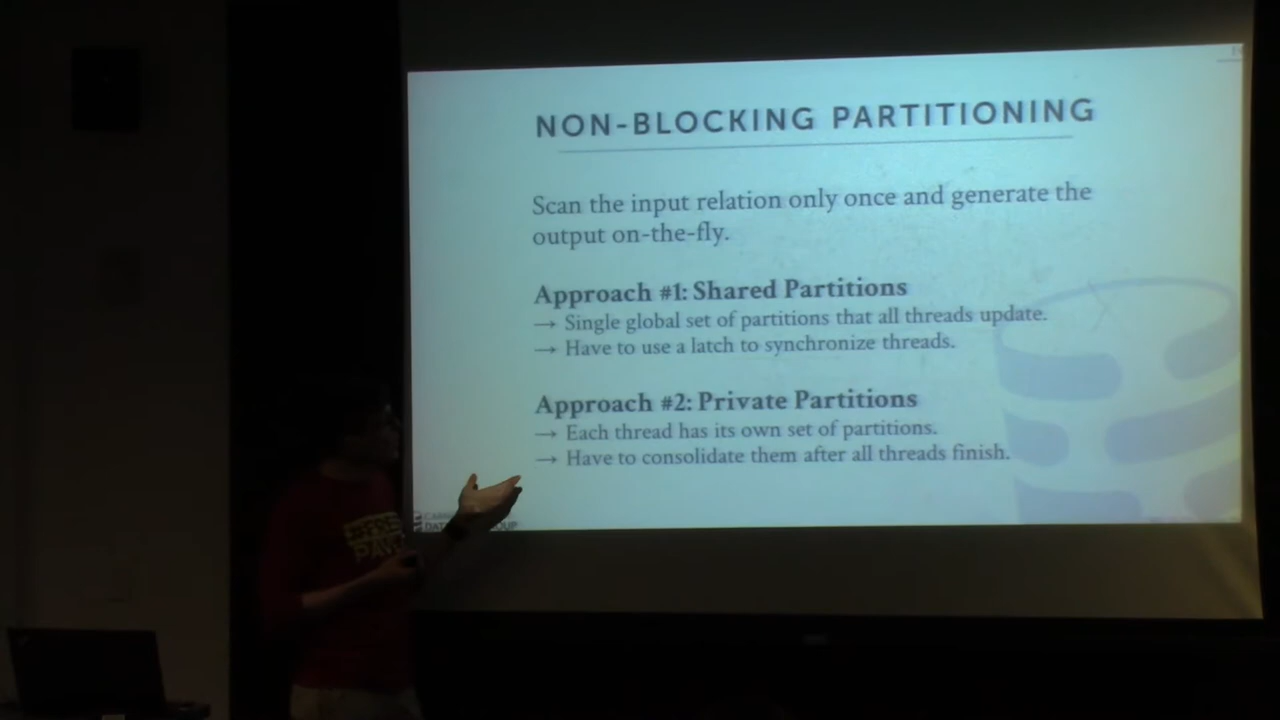 NON-BLOCKING PARTITIONING
Scan the input relation only once and generate the
output on-the-fly.
Approach #1: Shared Partitions
→ Single global set of partitions that all threads update.
→ Have to use a latch to synchronize threads.
Approach #2: Private Partitions
→ Each thread has its own set of partitions.
→ Have to consolidate them after all threads finish.